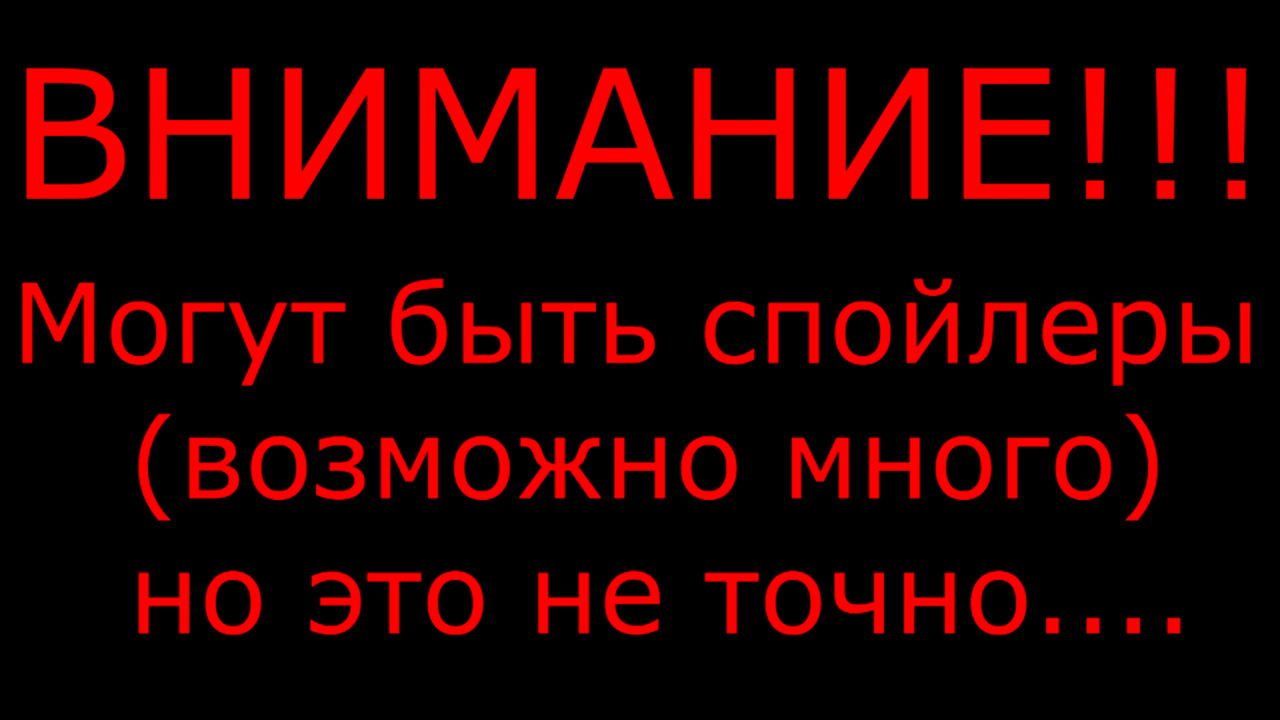 ВНИМАНИЕ!!!
Могут быть спойлеры
(возможно много)
но это не точно....